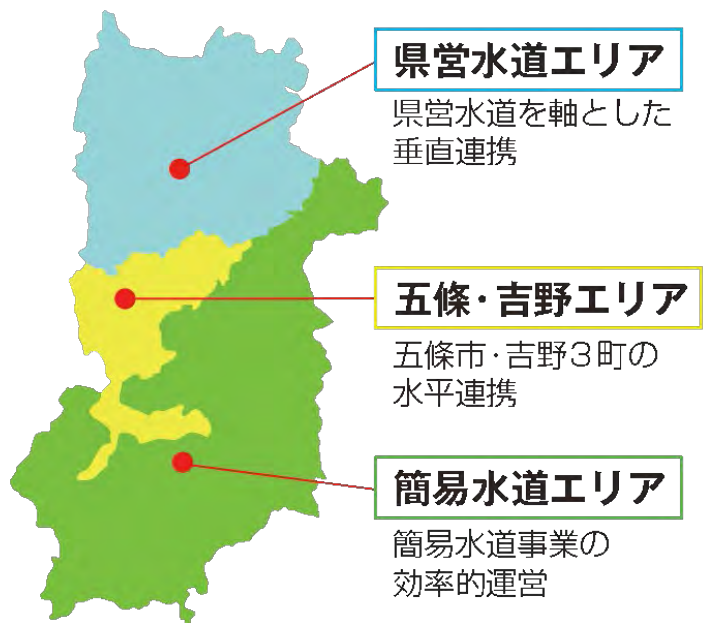 県営水道エリア
県営水道を軸とした
垂直連携
五條・吉野エリア
五條市・吉野3町の
水平連携
簡易水道エリア
簡易水道事業の
効率的運営